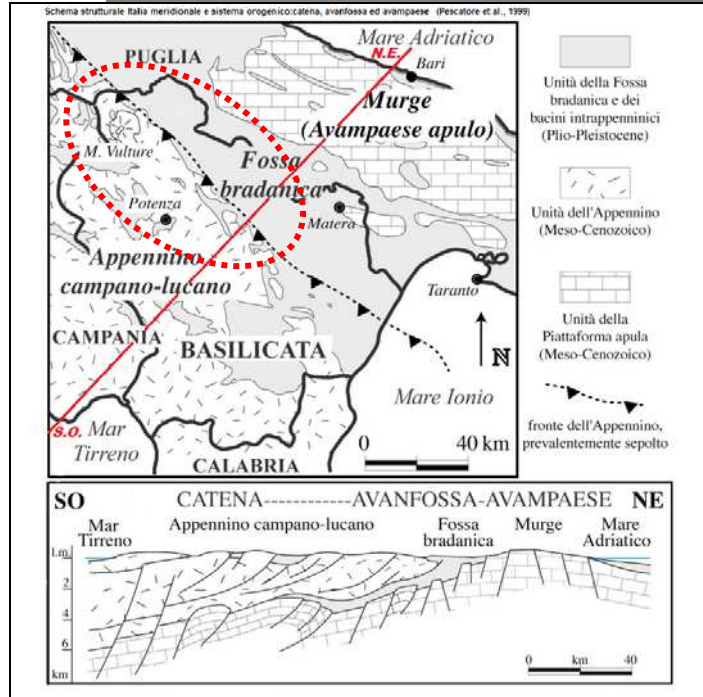 Schema strutturale Italia meridionale e sistema orogenico:catena, avanfossa ed avampaese (Pescatore et al., 1999)
Mare Adriatico
N.E.
PUGLIA
Bari
Murge
(Avampaese apulo)
M. Vulture
Fossa
bradanica
Potenza
Matera
Appennino
campano-lucano
Taranto
CAMPANIA
BASILICATA
N
Mare Ionio
S.O. Mar
Tirreno
0 40 km
CALABRIA
Unità della Fossa
bradanica e dei
bacini intrappenninici
(Plio-Pleistocene)
Unità dell'Appennino
(Meso-Cenozoico)
Unità della
Piattaforma apula
(Meso-Cenozoico)
fronte dell'Appennino,
prevalentemente sepolto
SO CATENA-----------AVANFOSSA-AVAMPAESE NE
Mar
Tirreno
Appennino campano-lucano
Fossa
bradanica
Murge
Mare
Adriatico
l.m.
2
4
6
km
0 km 40